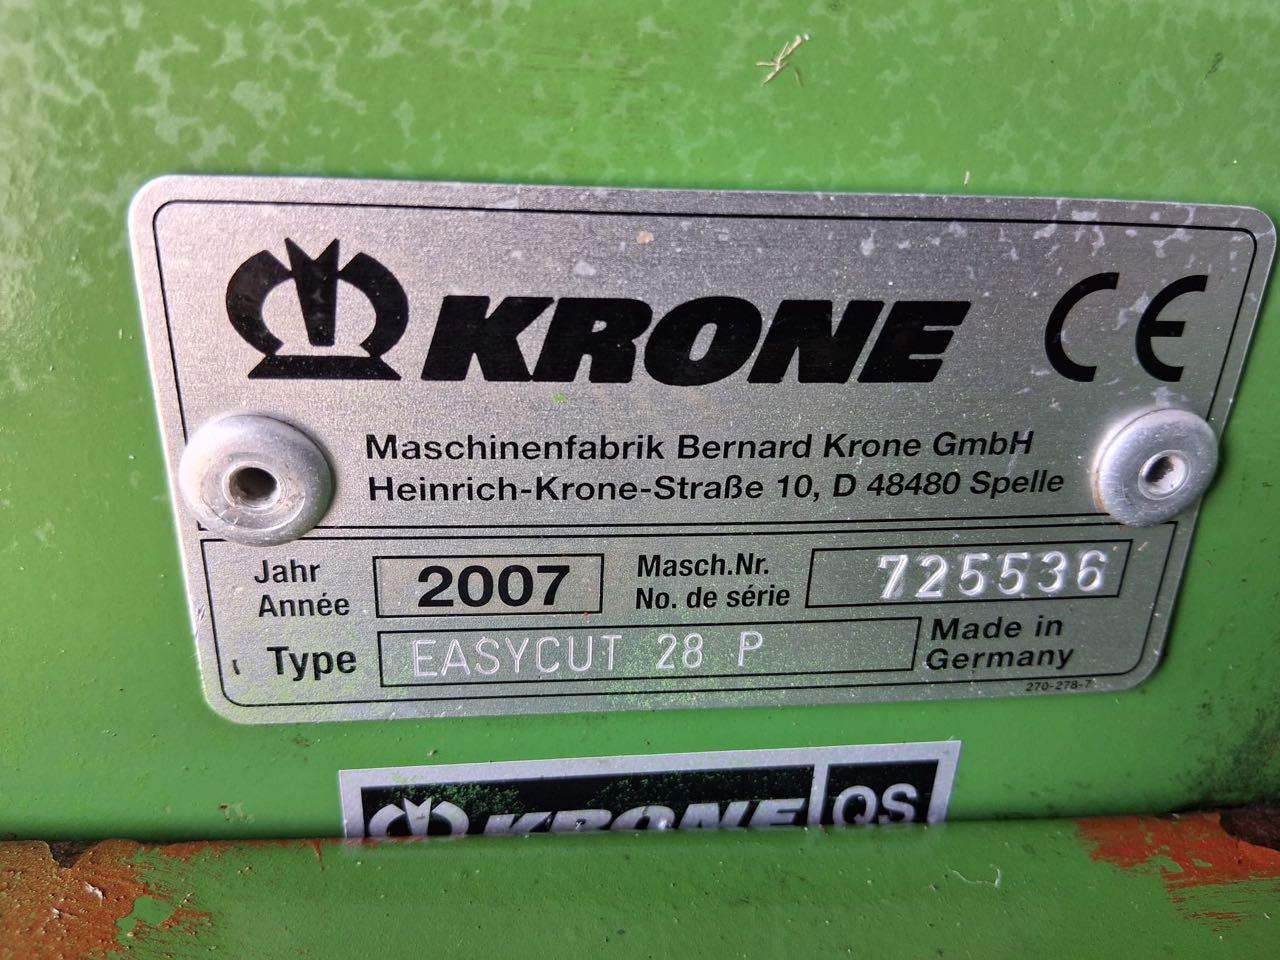 KRONE CE
Maschinenfabrik Bernard Krone GmbH
Heinrich-Krone-Straße 10, D 48480 Spelle
Jahr
Année
2007
Masch.Nr.
No. de série
725536
Type
EASYCUT 28 P
Made in
Germany
270-278-7
KRONE QS